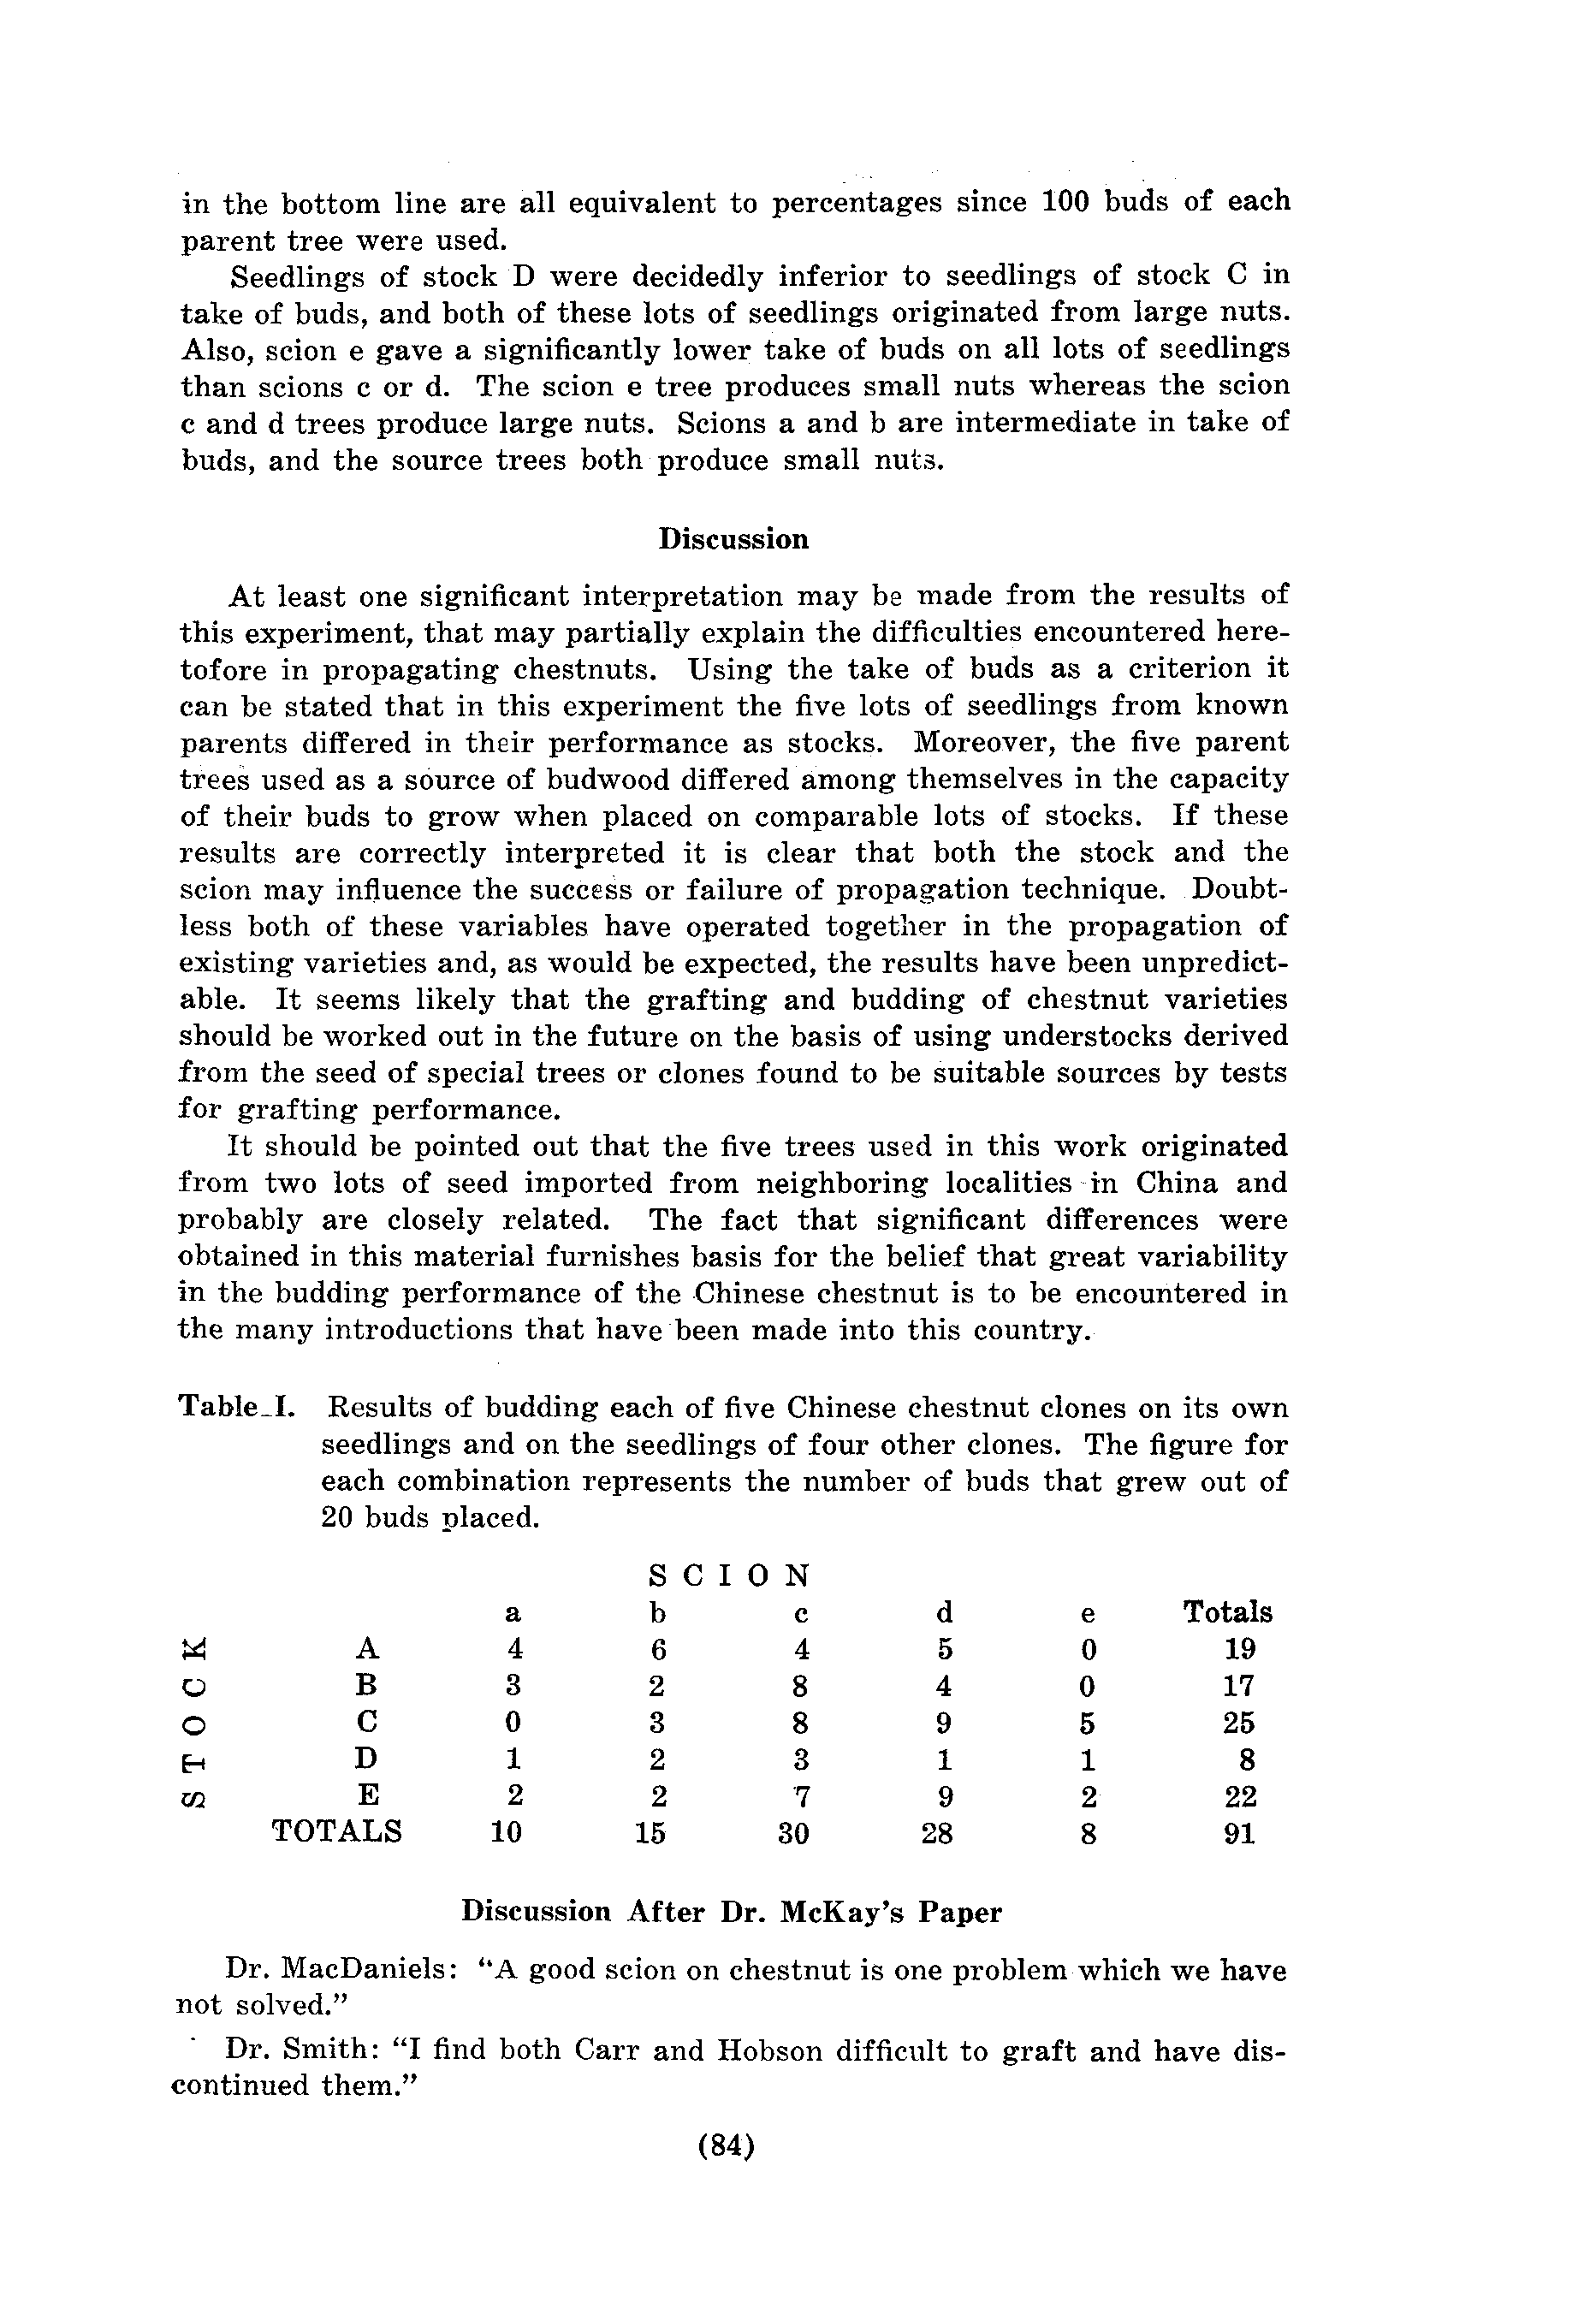 in the bottom line are all equivalent to percentages since 100 buds of each
parent tree were used.
Seedlings of stock D were decidedly inferior to seedlings of stock C in
take of buds, and both of these lots of seedlings originated from large nuts.
Also, scion e gave a significantly lower take of buds on all lots of seedlings
than scions c or d. The scion e tree produces small nuts whereas the scion
c and d trees produce large nuts. Scions a and b are intermediate in take of
buds, and the source trees both produce small nuts.
Discussion
At least one significant interpretation may be made from the results of
this experiment, that may partially explain the difficulties encountered here-
tofore in propagating chestnuts. Using the take of buds as a criterion it
can be stated that in this experiment the five lots of seedlings from known
parents differed in their performance as stocks. Moreover, the five parent
trees used as a source of budwood differed among themselves in the capacity
of their buds to grow when placed on comparable lots of stocks. If these
results are correctly interpreted it is clear that both the stock and the
scion may influence the success or failure of propagation technique. Doubt-
less both of these variables have operated together in the propagation of
existing varieties and, as would be expected, the results have been unpredict-
able. It seems likely that the grafting and budding of chestnut varieties
should be worked out in the future on the basis of using understocks derived
from the seed of special trees or clones found to be suitable sources by tests
for grafting performance.
It should be pointed out that the five trees used in this work originated
from two lots of seed imported from neighboring localities in China and
probably are closely related. The fact that significant differences were
obtained in this material furnishes basis for the belief that great variability
in the budding performance of the Chinese chestnut is to be encountered in
the many introductions that have been made into this country.
Table I. Results of budding each of five Chinese chestnut clones on its own
seedlings and on the seedlings of four other clones. The figure for
each combination represents the number of buds that grew out of
20 buds placed.
SCION
a b c d e Totals
STOCK
A 4 6 4 5 0 19
B 3 2 8 4 0 17
C 0 3 8 9 5 25
D 1 2 3 1 1 8
E 2 2 7 9 2 22
TOTALS 10 15 30 28 8 91
Discussion After Dr. McKay's Paper
Dr. MacDaniels: "A good scion on chestnut is one problem which we have
not solved."
Dr. Smith: "I find both Carr and Hobson difficult to graft and have dis-
continued them."
(84)